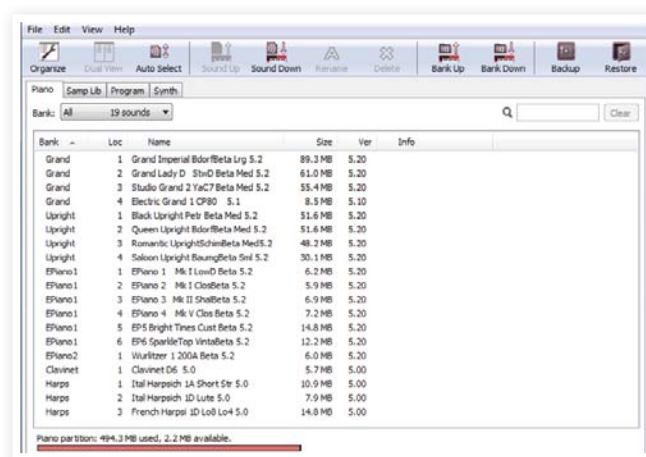 File Edit View Help
Organize Dual View Auto Select Sound Up Sound Down Rename Delete Bank Up Bank Down Backup Restore
Piano Samp Lib Program Synth
Bank: All 19 sounds Clear
Bank Loc Name Size Ver Info
Grand 1 Grand Imperial BdorfBeta Lrg 5.2 89.3 MB 5.20
Grand 2 Grand Lady D StwD Beta Med 5.2 61.0 MB 5.20
Grand 3 Studio Grand 2 YaC7 Beta Med 5.2 55.4 MB 5.20
Grand 4 Electric Grand 1 CP80 5.1 8.5 MB 5.10
Upright 1 Black Upright Petr Beta Med 5.2 51.6 MB 5.20
Upright 2 Queen Upright BdorfBeta Med 5.2 51.6 MB 5.20
Upright 3 Romantic UprightSchimBeta Med5.2 48.2 MB 5.20
Upright 4 Saloon Upright BaumgBeta Sml 5.2 30.1 MB 5.20
EPiano1 1 EPiano 1 Mk I LowD Beta 5.2 6.2 MB 5.20
EPiano1 2 EPiano 2 Mk I ClosBeta 5.2 5.9 MB 5.20
EPiano1 3 EPiano 3 Mk II ShalBeta 5.2 6.9 MB 5.20
EPiano1 4 EPiano 4 Mk V Clos Beta 5.2 7.2 MB 5.20
EPiano1 5 EP5 Bright Tines Cust Beta 5.2 14.8 MB 5.20
EPiano1 6 EP6 SparkleTop VintaBeta 5.2 12.2 MB 5.20
EPiano2 1 Wurlitzer 1 200A Beta 5.2 6.0 MB 5.20
Clavinet 1 Clavinet D6 5.0 5.7 MB 5.00
Harps 1 Ital Harpsich 1A Short Str 5.0 10.9 MB 5.00
Harps 2 Ital Harpsich 1D Lute 5.0 7.9 MB 5.00
Harps 3 French Harpsi 1D Lo8 Lo4 5.0 14.8 MB 5.00
Piano partition: 494.3 MB used, 2.2 MB available.